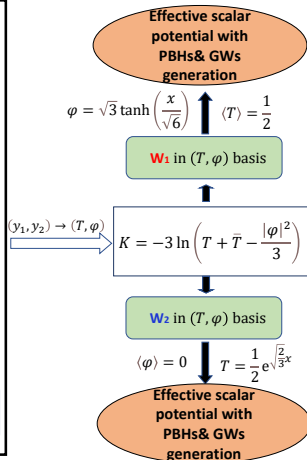 Effective scalar
potential with
PBHs& GWs
generation
φ = √3 tanh(x/√6)
⟨T⟩ = 1/2
W₁ in (T, φ) basis
(y₁, y₂) → (T, φ)
K = −3 ln(T + T̄ − |φ|²/3)
W₂ in (T, φ) basis
⟨φ⟩ = 0
T = 1/2 e^{√(2/3)x}
Effective scalar
potential with
PBHs& GWs
generation